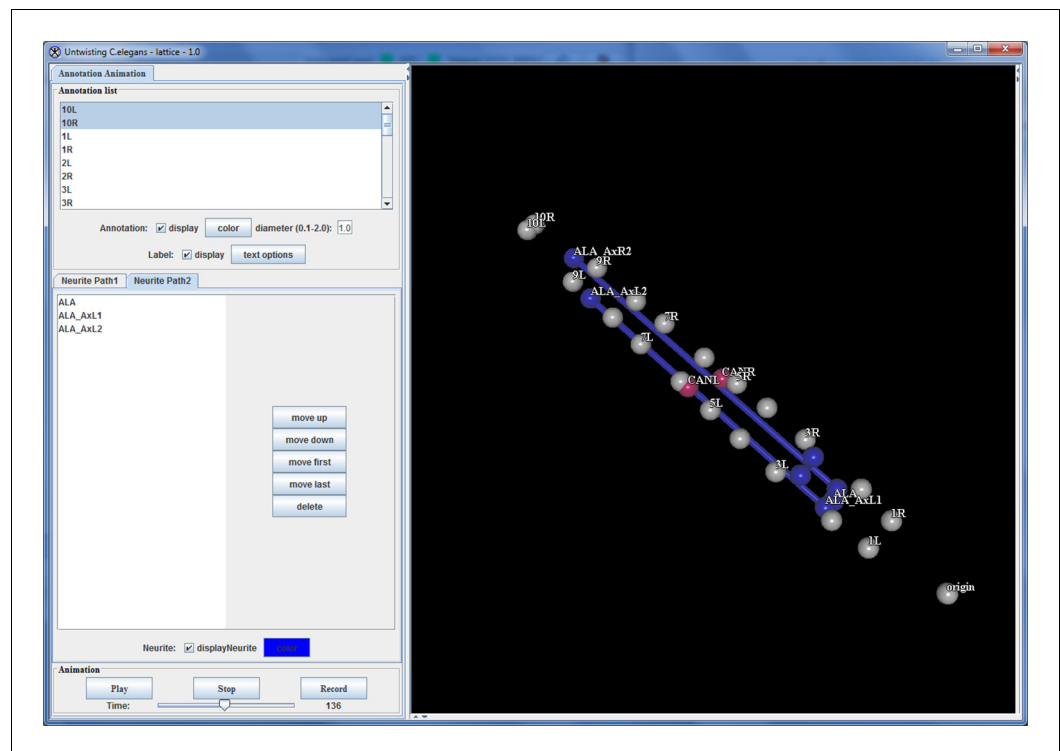 Untwisting C.elegans - lattice - 1.0
Annotation Animation
Annotation list
10L
10R
1L
1R
2L
2R
3L
3R
Annotation: display color diameter (0.1-2.0): 1.0
Label: display text options
Neurite Path1 Neurite Path2
ALA
ALA_AxL1
ALA_AxL2
move up
move down
move first
move last
delete
Neurite: displayNeurite color
Animation
Play Stop Record
Time: 136
10R
10L
ALA_AxR2
9R
9L
ALA_AxL2
7R
7L
CANR
CANL
5R
5L
3R
3L
ALA
ALA_AxL1
1R
1L
origin